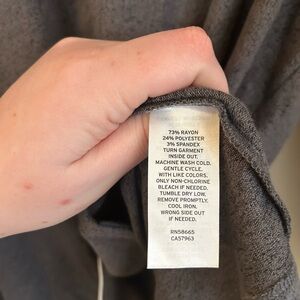 73% RAYON
24% POLYESTER
3% SPANDEX
TURN GARMENT
INSIDE OUT.
MACHINE WASH COLD.
GENTLE CYCLE.
WITH LIKE COLORS.
ONLY NON-CHLORINE
BLEACH IF NEEDED.
TUMBLE DRY LOW.
REMOVE PROMPTLY.
COOL IRON.
WRONG SIDE OUT
IF NEEDED.
RN58665
CA57963